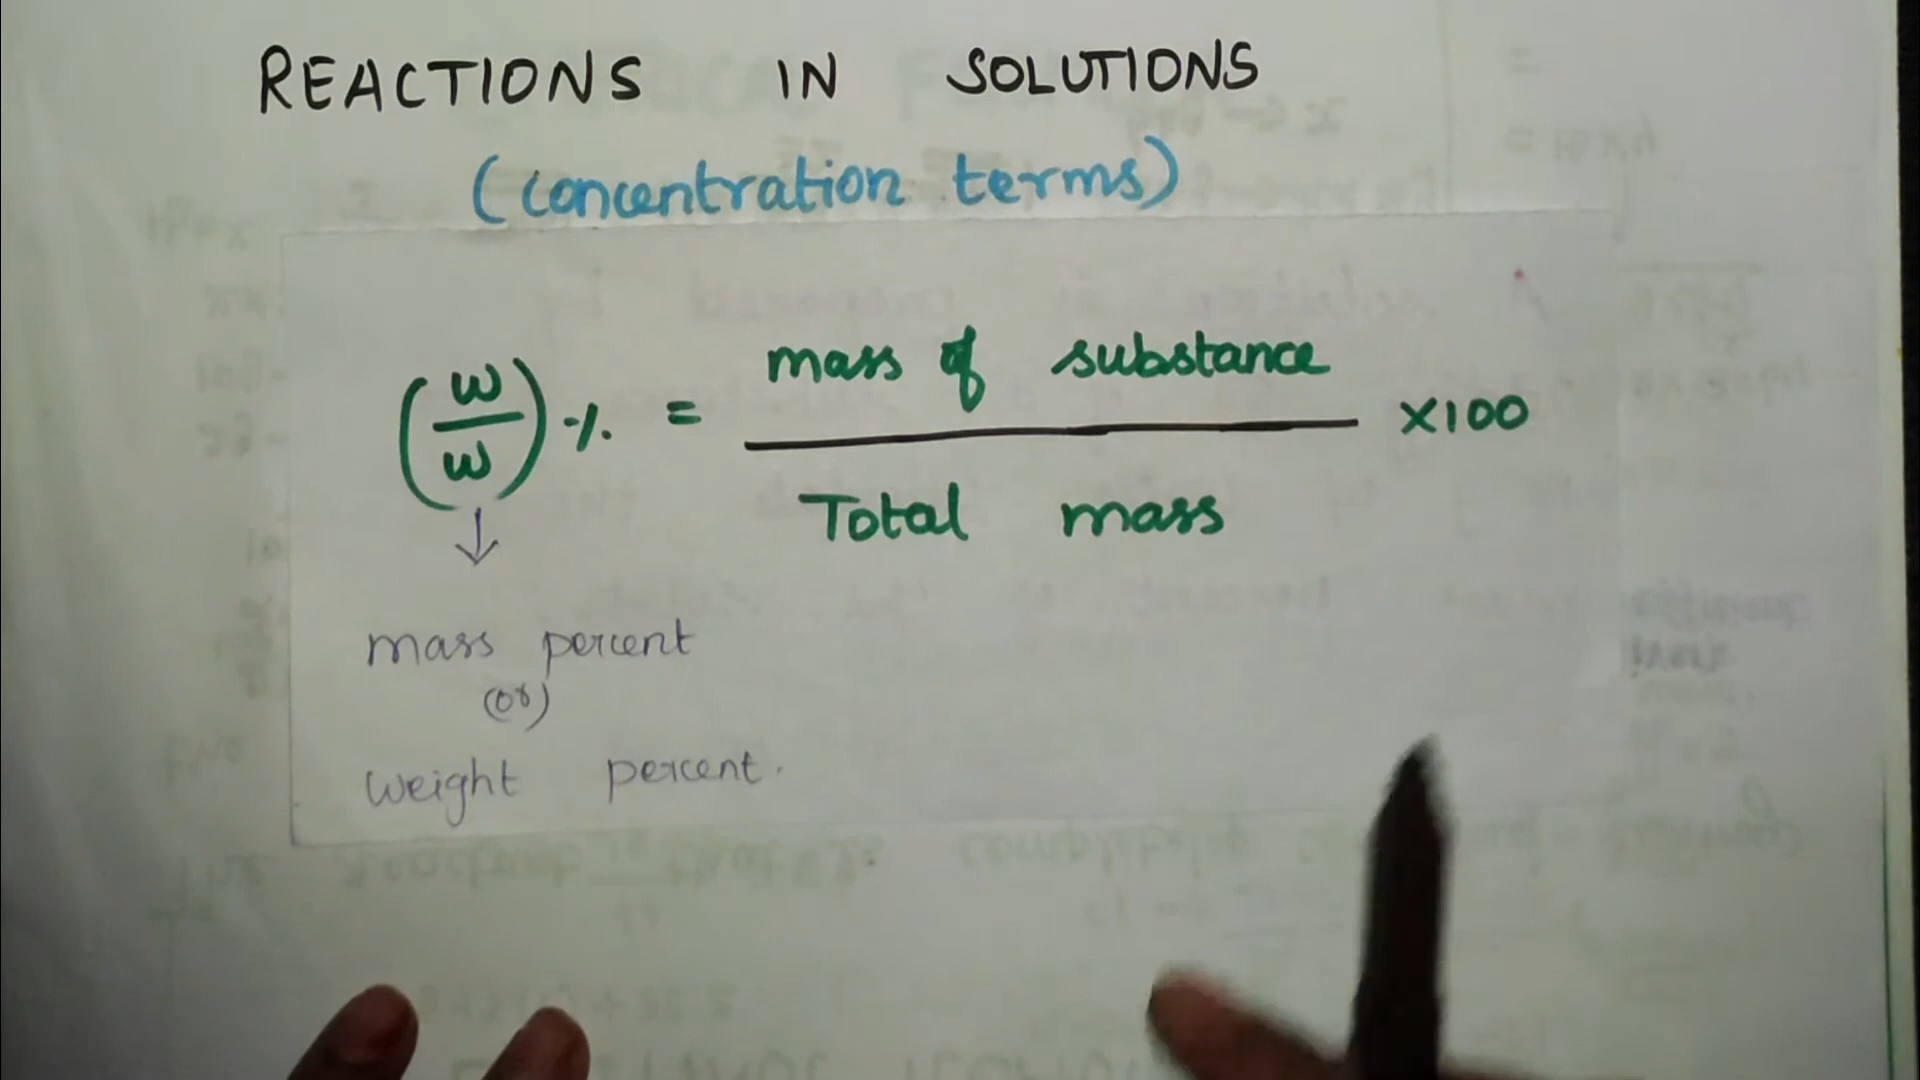 REACTIONS IN SOLUTIONS
(concentration terms)
(w/w) % = mass of substance / Total mass ×100
↓
mass percent
(or)
weight percent.